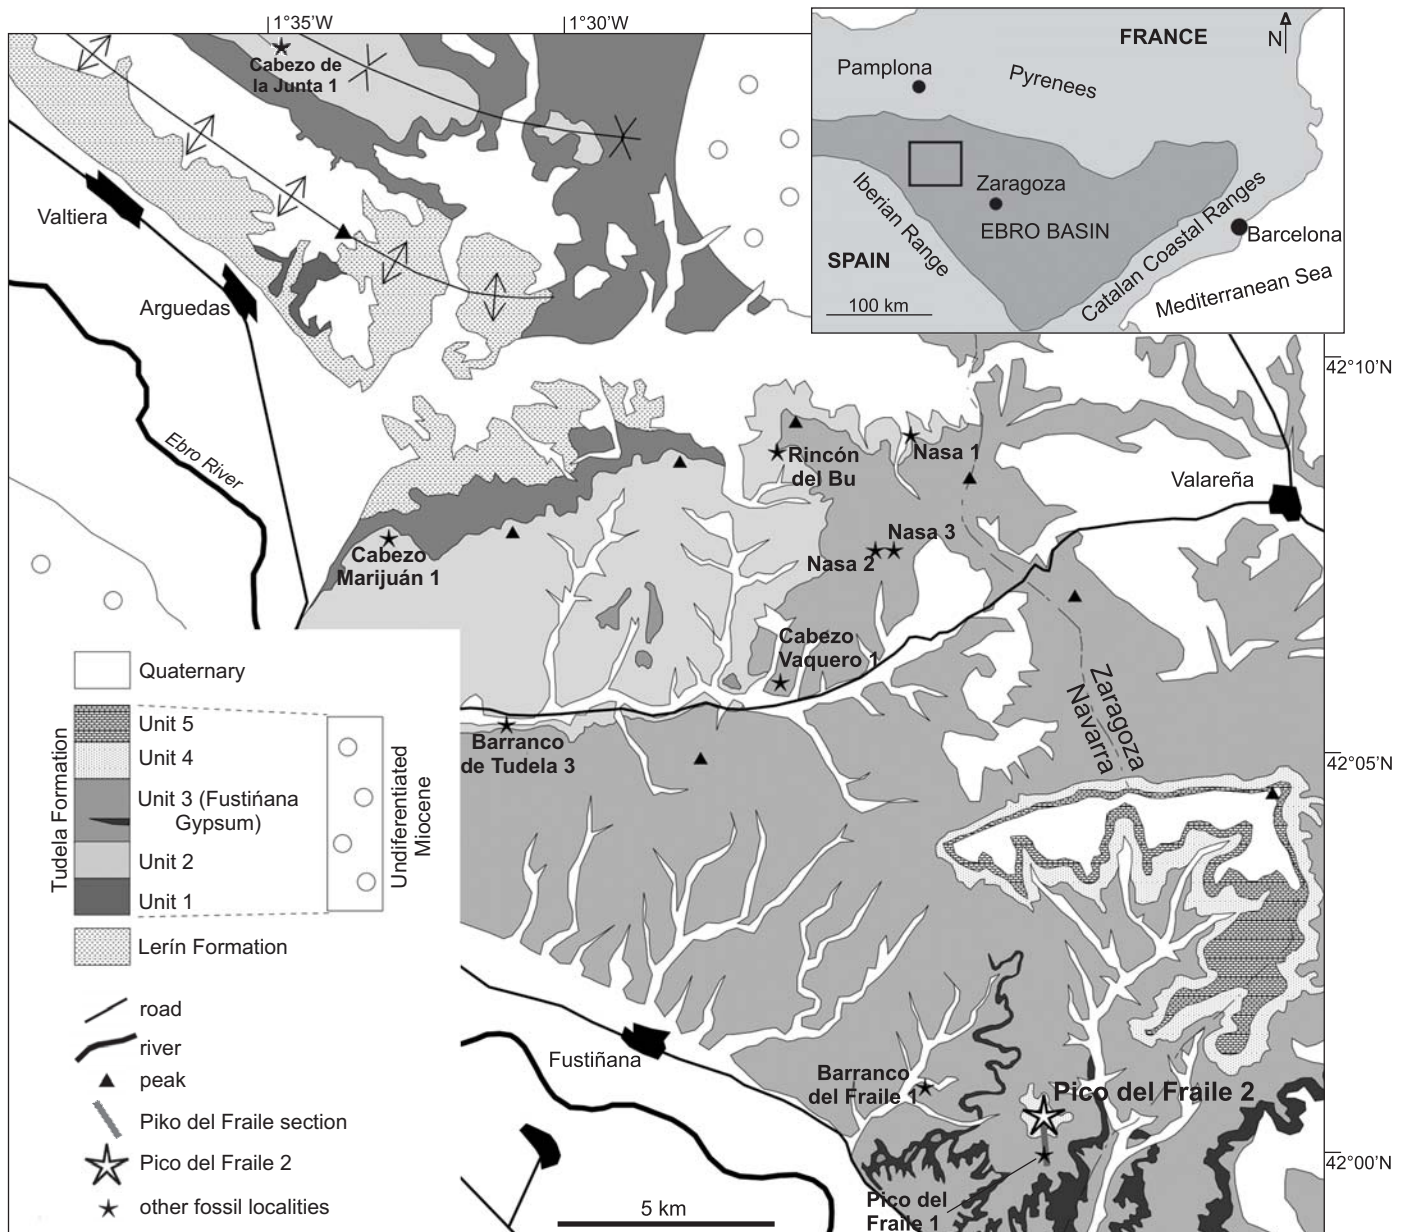 1°35'W
1°30'W
Cabezo de
la Junta 1
Valtiera
Arguedas
Ebro River
FRANCE
N
Pamplona
Pyrenees
Zaragoza
Iberian Range
EBRO BASIN
SPAIN
Catalan Coastal Ranges
Barcelona
Mediterranean Sea
100 km
42°10'N
Rincón
del Bu
Nasa 1
Valareña
Nasa 3
Nasa 2
Cabezo
Marijuán 1
Cabezo
Vaquero 1
Zaragoza
Navarra
Barranco
de Tudela 3
42°05'N
Quaternary
Tudela Formation
Unit 5
Unit 4
Unit 3 (Fustińana
Gypsum)
Unit 2
Unit 1
Undiferentiated
Miocene
Lerín Formation
road
river
peak
Piko del Fraile section
Pico del Fraile 2
other fossil localities
Fustiñana
Barranco
del Fraile 1
Pico del Fraile 2
Pico del
Fraile 1
42°00'N
5 km